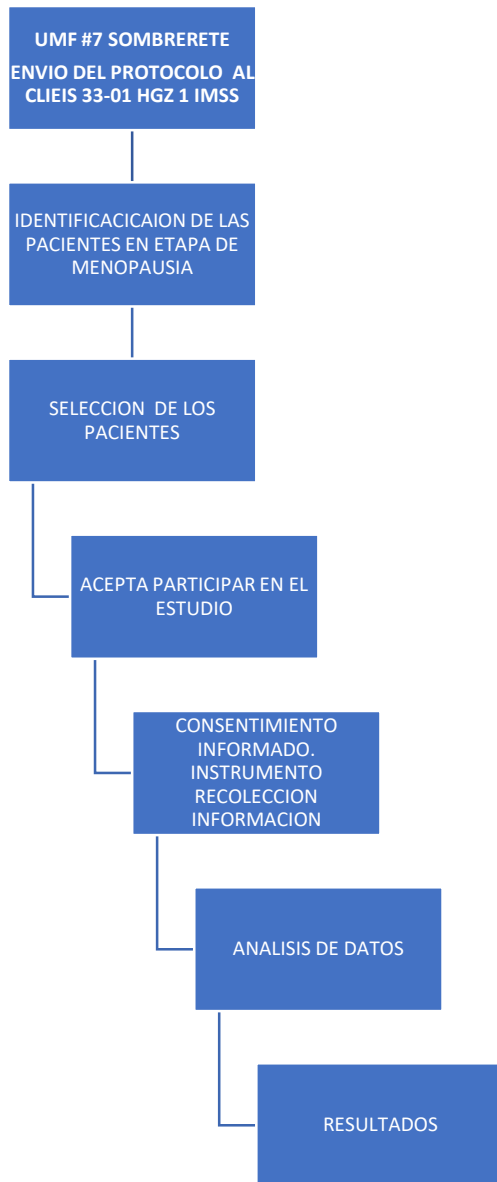 UMF #7 SOMBRERETE
ENVIO DEL PROTOCOLO AL
CLIEIS 33-01 HGZ 1 IMSS
IDENTIFICACICAION DE LAS
PACIENTES EN ETAPA DE
MENOPAUSIA
SELECCION DE LOS
PACIENTES
ACEPTA PARTICIPAR EN EL
ESTUDIO
CONSENTIMIENTO
INFORMADO.
INSTRUMENTO
RECOLECCION
INFORMACION
ANALISIS DE DATOS
RESULTADOS